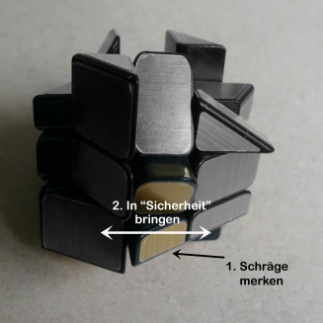 2. In "Sicherheit"
bringen
1. Schräge
merken